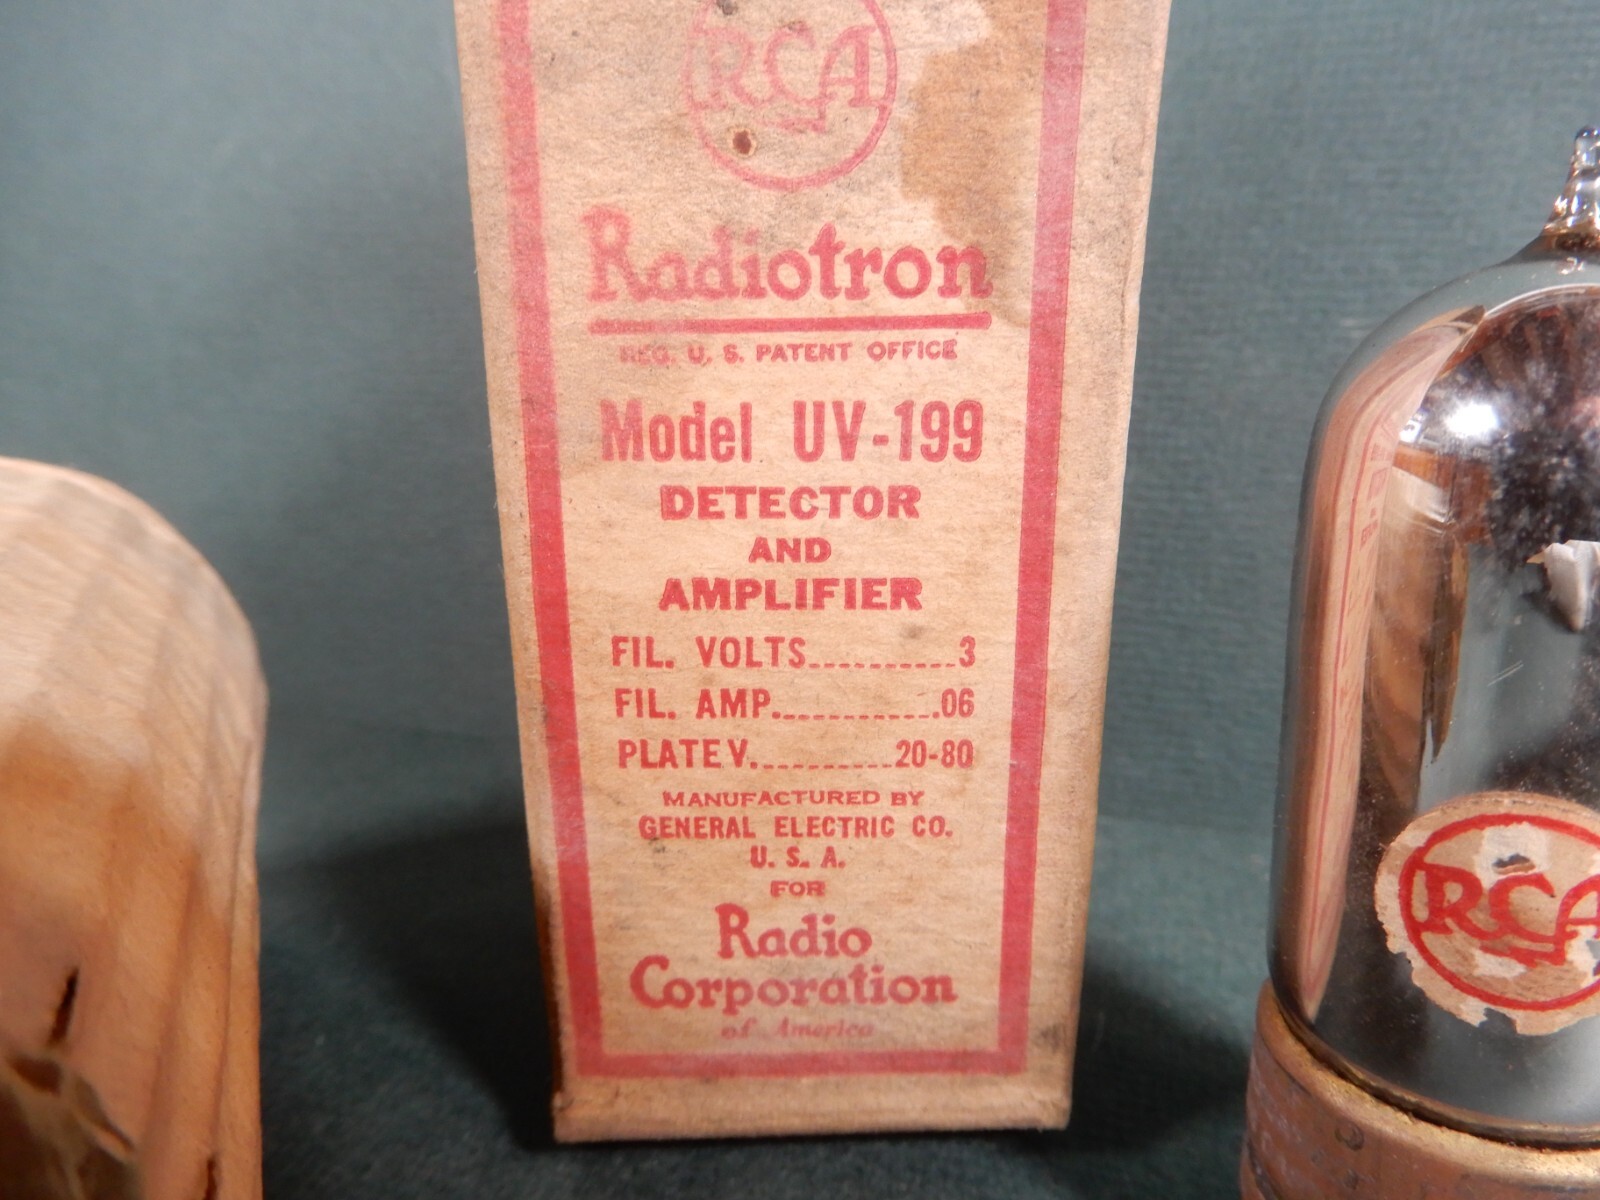 RCA
Radiotron
REG. U. S. PATENT OFFICE
Model UV-199
DETECTOR
AND
AMPLIFIER
FIL. VOLTS..........3
FIL. AMP............06
PLATE V..........20-80
MANUFACTURED BY
GENERAL ELECTRIC CO.
U. S. A.
FOR
Radio
Corporation
of America
RCA